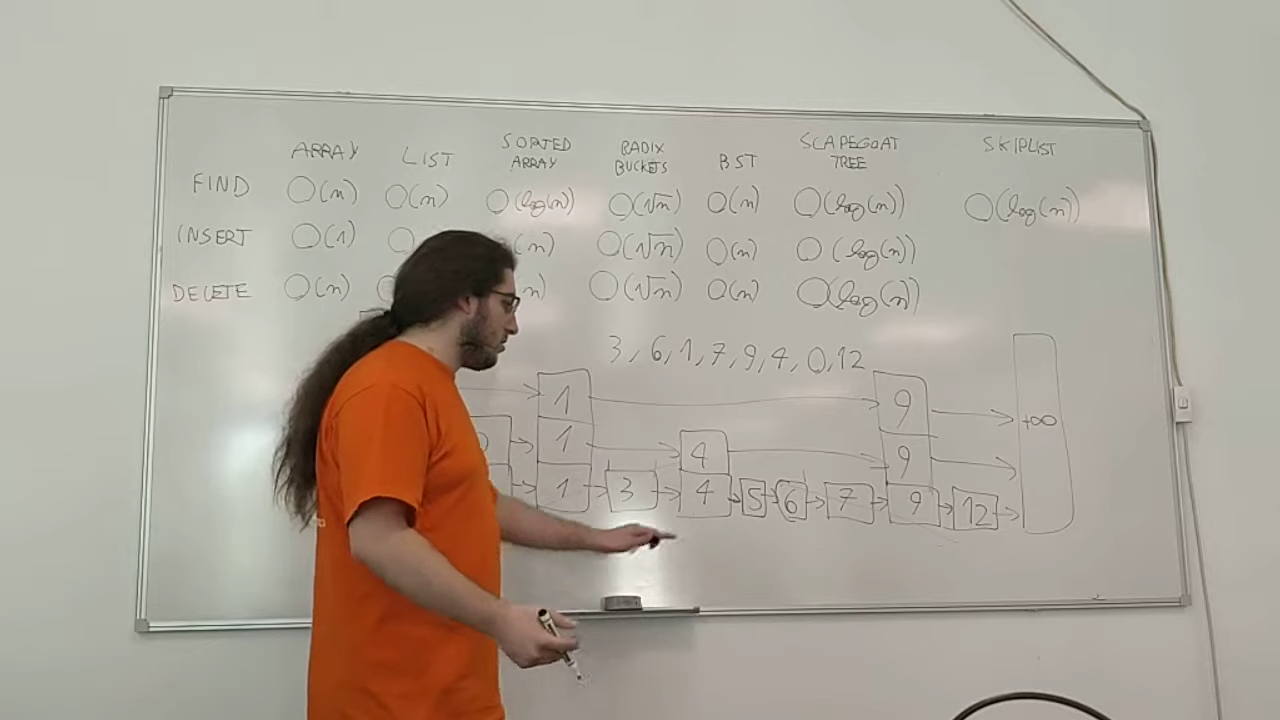 ARRAY LIST SORTED ARRAY RADIX BUCKETS BST SCAPEGOAT TREE SKIPLIST
FIND O(n) O(n) O(log(n)) O(√n) O(n) O(log(n)) O(log(n))
INSERT O(1) O (n) O(√n) O(n) O(log(n))
DELETE O(n) n) O(√n) O(n) O(log(n))
3, 6, 1, 7, 9, 4, 0, 12
1 9
1 4 9 +∞
1 3 4 5 6 7 9 12